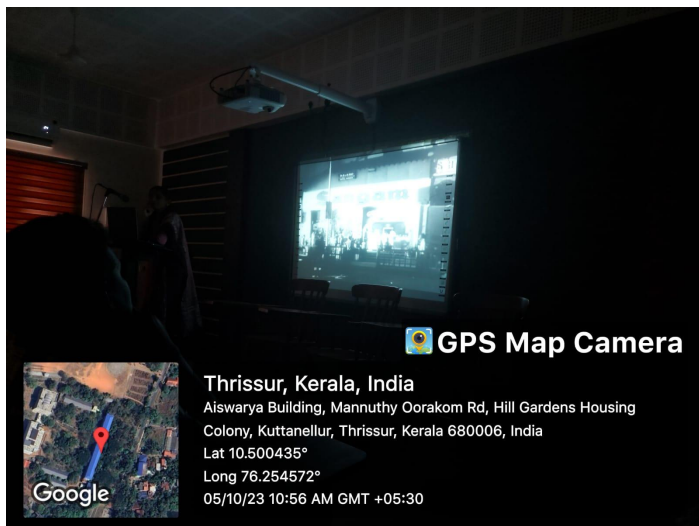 GPS Map Camera
Thrissur, Kerala, India
Aiswarya Building, Mannuthy Oorakom Rd, Hill Gardens Housing
Colony, Kuttanellur, Thrissur, Kerala 680006, India
Lat 10.500435°
Long 76.254572°
05/10/23 10:56 AM GMT +05:30
Google